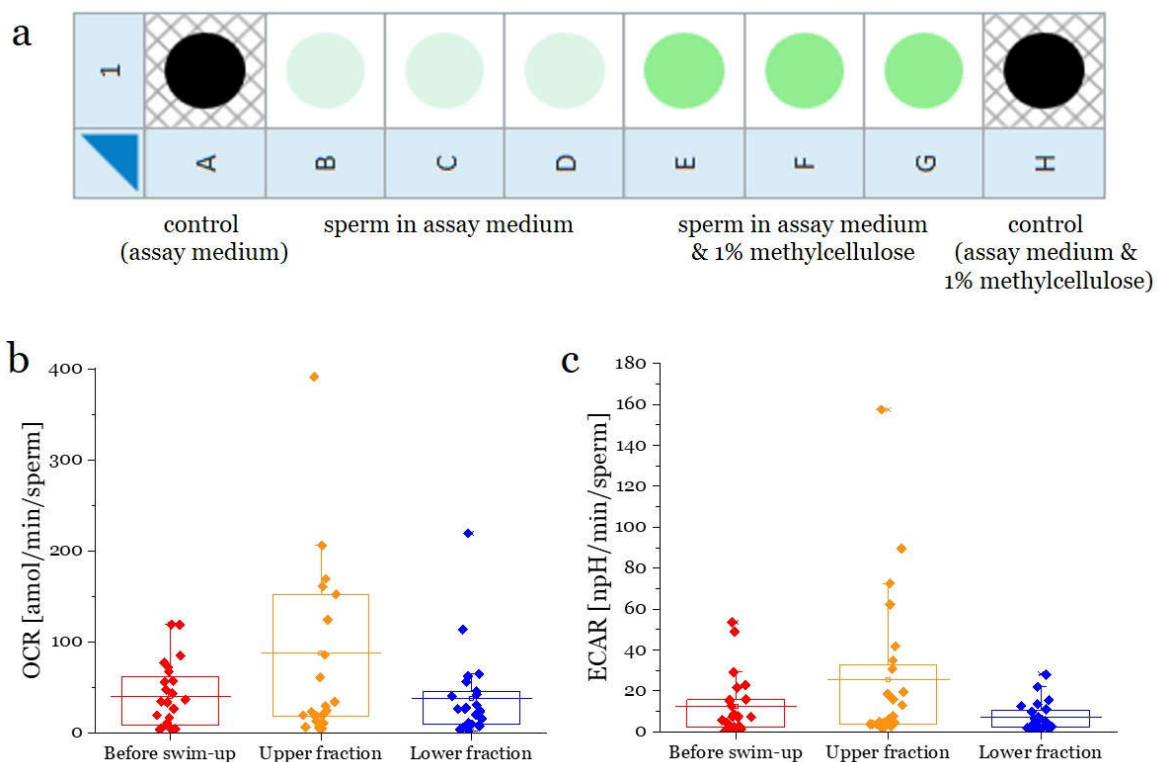 a
1
A B C D E F G H
control
(assay medium)
sperm in assay medium
sperm in assay medium
& 1% methylcellulose
control
(assay medium &
1% methylcellulose)
b
OCR [amol/min/sperm]
400
300
200
100
0
Before swim-up Upper fraction Lower fraction
c
ECAR [npH/min/sperm]
180
160
140
120
100
80
60
40
20
0
Before swim-up Upper fraction Lower fraction